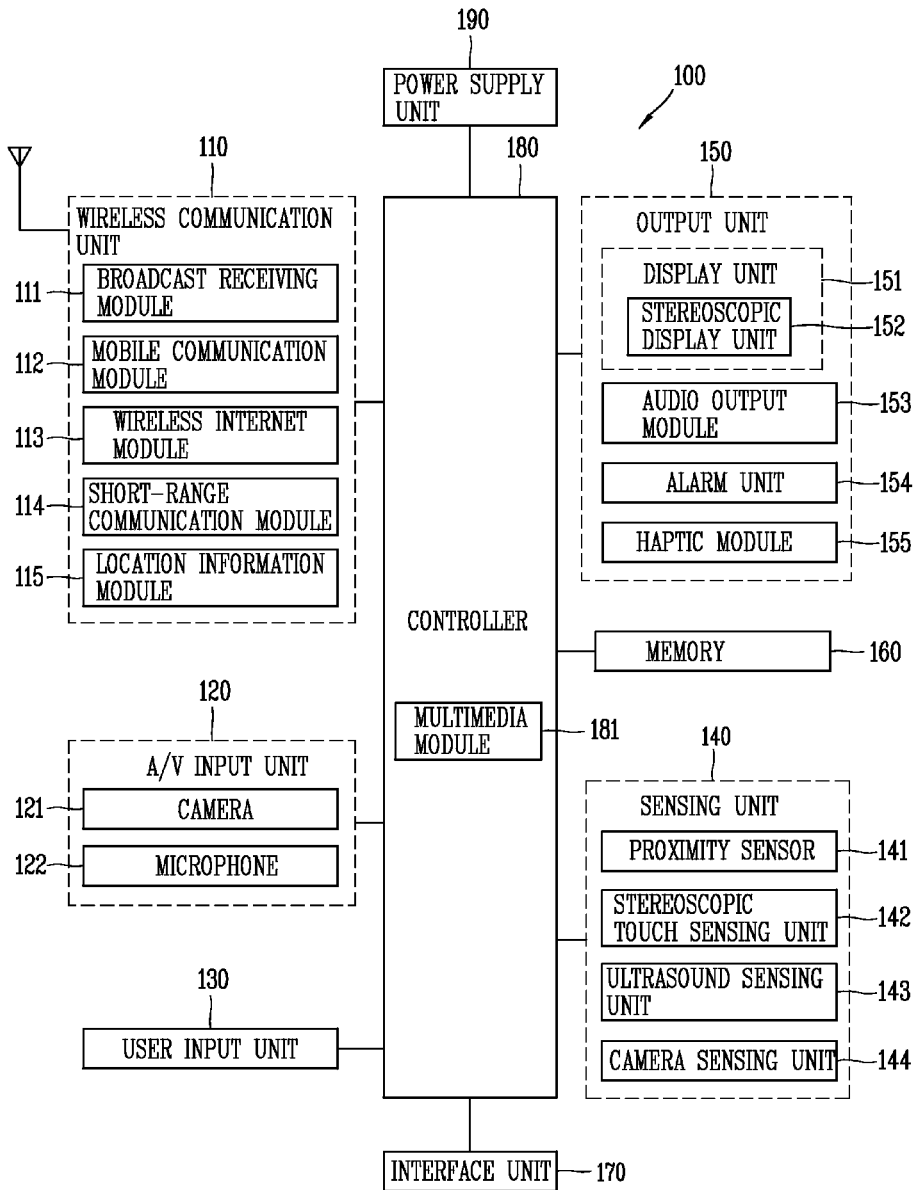 190
POWER SUPPLY
UNIT
100
110
180
150
WIRELESS COMMUNICATION
UNIT
111
BROADCAST RECEIVING
MODULE
112
MOBILE COMMUNICATION
MODULE
113
WIRELESS INTERNET
MODULE
114
SHORT-RANGE
COMMUNICATION MODULE
115
LOCATION INFORMATION
MODULE
OUTPUT UNIT
DISPLAY UNIT
151
STEREOSCOPIC
DISPLAY UNIT
152
AUDIO OUTPUT
MODULE
153
ALARM UNIT
154
HAPTIC MODULE
155
CONTROLLER
MULTIMEDIA
MODULE
181
MEMORY
160
120
A/V INPUT UNIT
121
CAMERA
122
MICROPHONE
140
SENSING UNIT
PROXIMITY SENSOR
141
STEREOSCOPIC
TOUCH SENSING UNIT
142
ULTRASOUND SENSING
UNIT
143
CAMERA SENSING UNIT
144
130
USER INPUT UNIT
INTERFACE UNIT
170